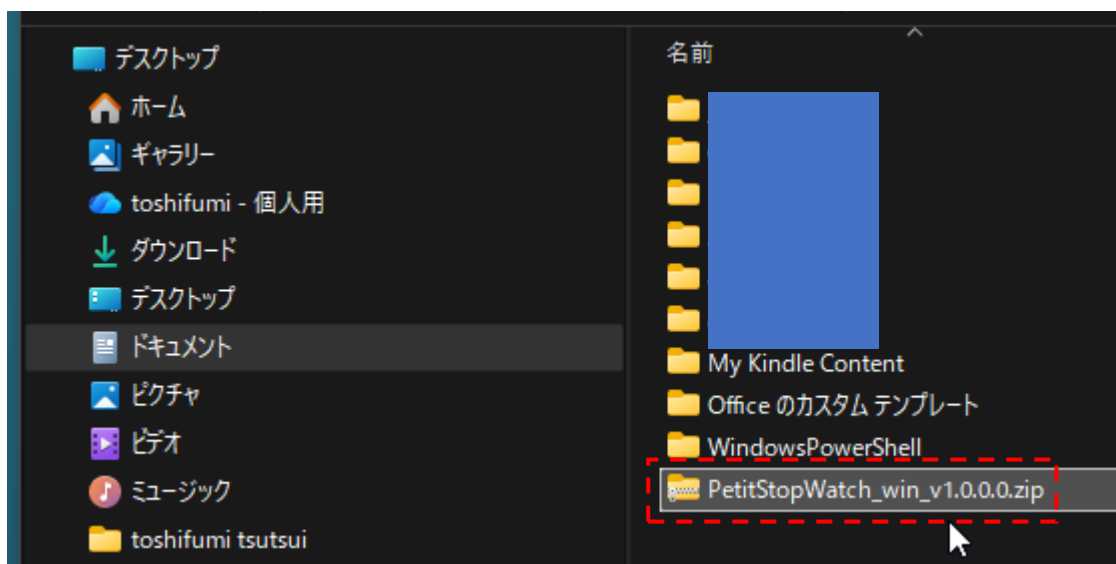 デスクトップ
ホーム
ギャラリー
toshifumi - 個人用
ダウンロード
デスクトップ
ドキュメント
ピクチャ
ビデオ
ミュージック
toshifumi tsutsui
名前
My Kindle Content
Office のカスタム テンプレート
WindowsPowerShell
PetitStopWatch_win_v1.0.0.0.zip